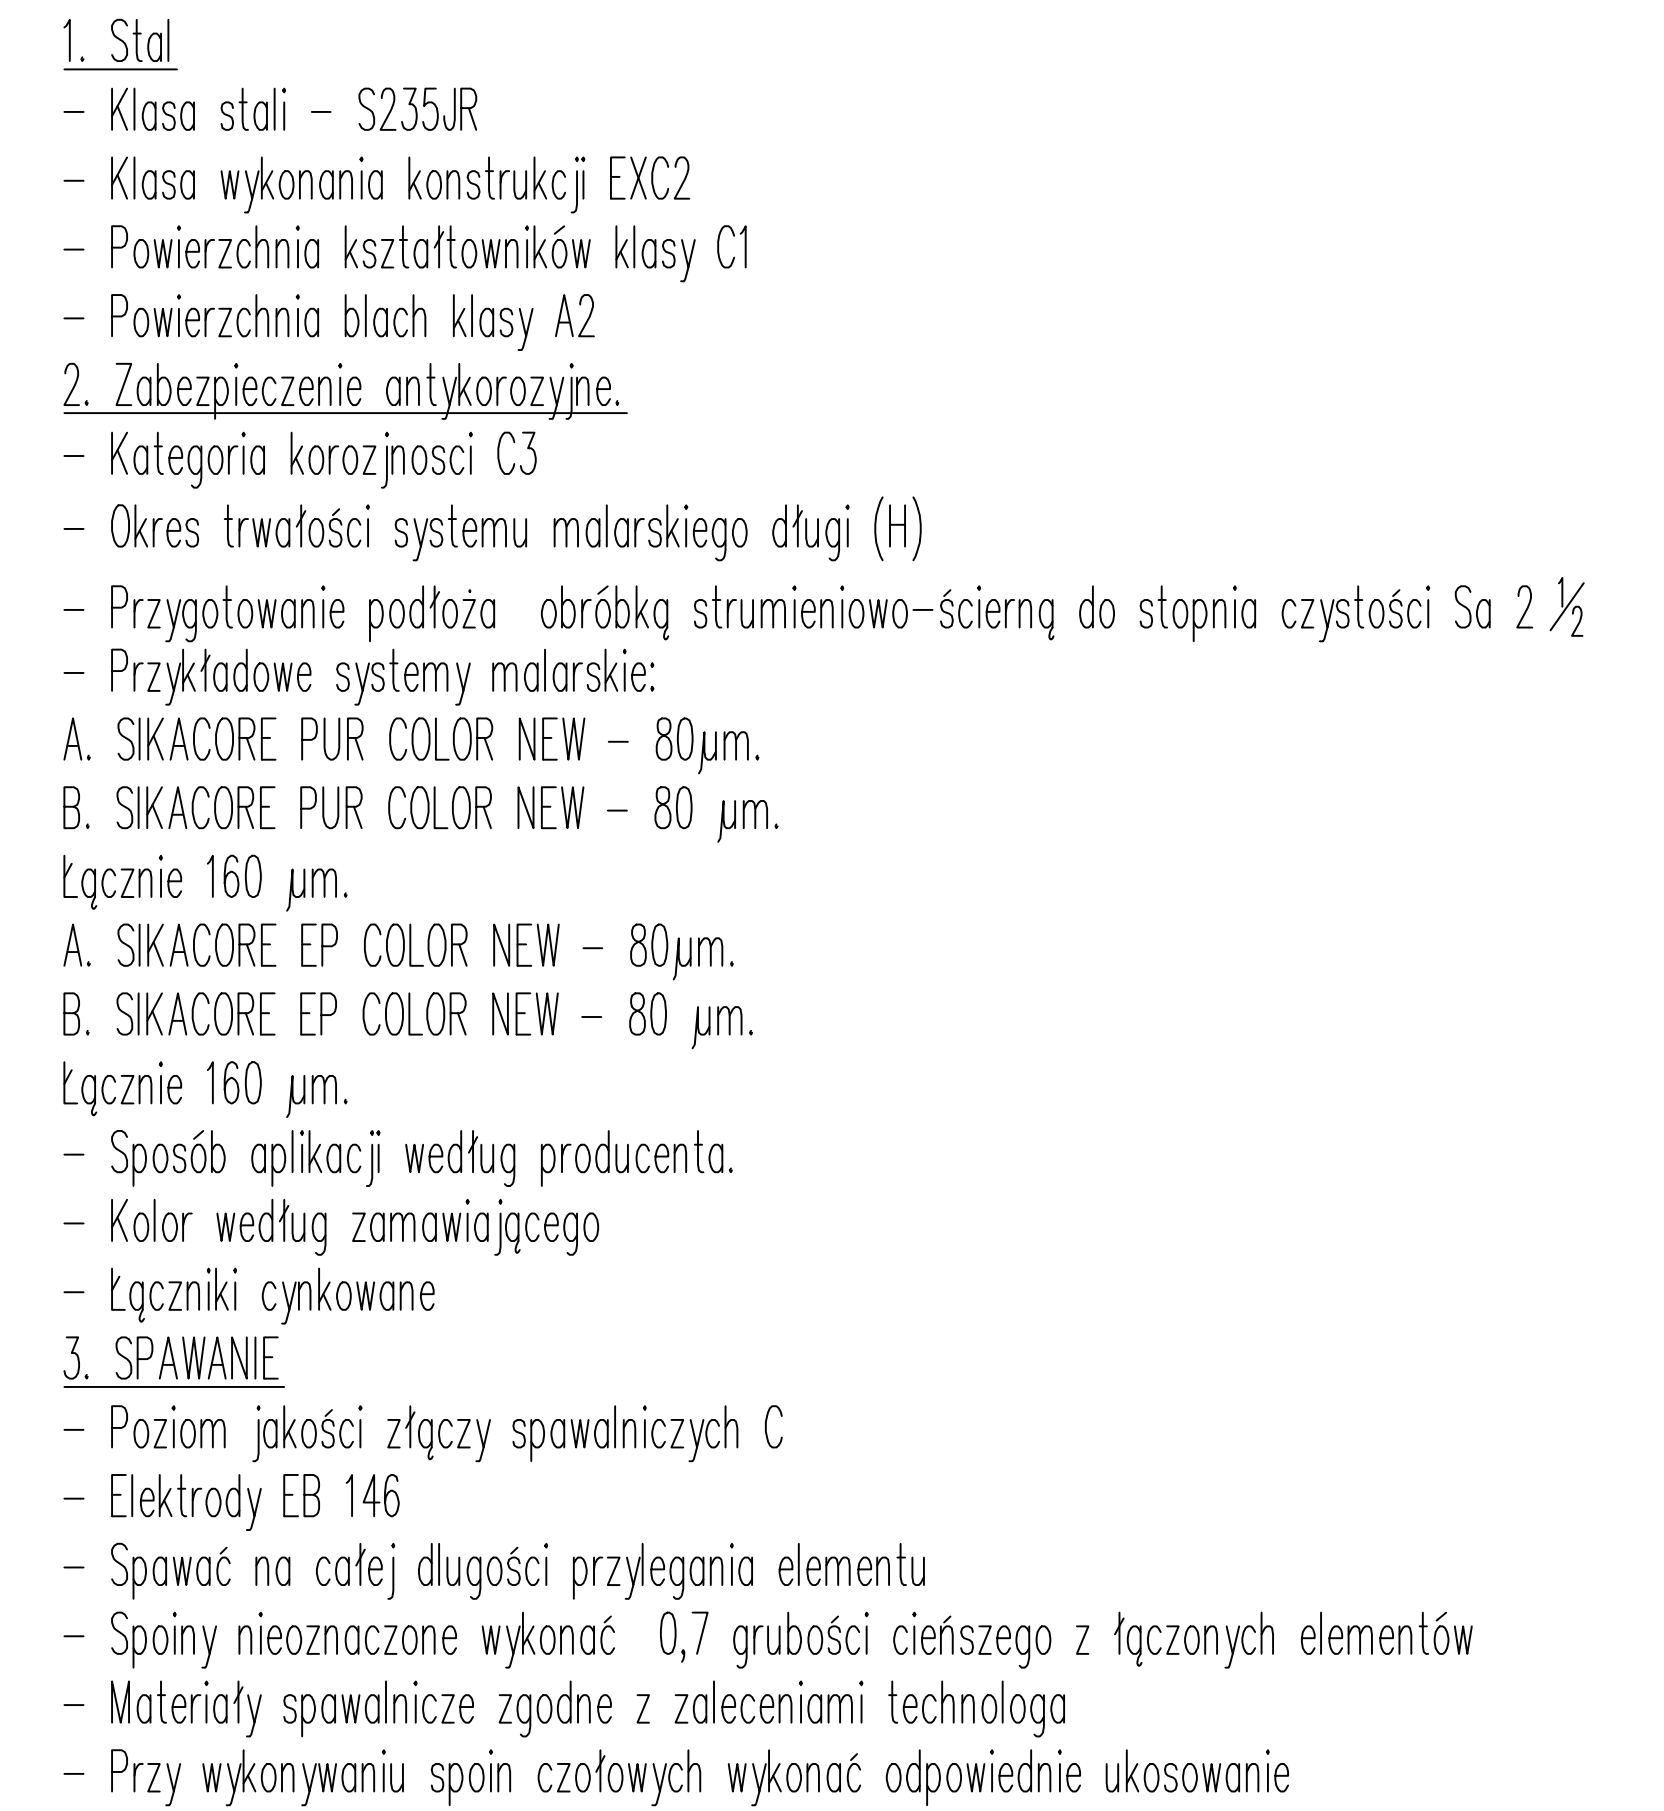 1. Stal
– Klasa stali – S235JR
– Klasa wykonania konstrukcji EXC2
– Powierzchnia kształtowników klasy C1
– Powierzchnia blach klasy A2
2. Zabezpieczenie antykorozyjne.
– Kategoria korozjnosci C3
– Okres trwałości systemu malarskiego długi (H)
– Przygotowanie podłoża  obróbką strumieniowo–ścierną do stopnia czystości Sa 2 ½
– Przykładowe systemy malarskie:
A. SIKACORE PUR COLOR NEW – 80µm.
B. SIKACORE PUR COLOR NEW – 80 µm.
Łącznie 160 µm.
A. SIKACORE EP COLOR NEW – 80µm.
B. SIKACORE EP COLOR NEW – 80 µm.
Łącznie 160 µm.
– Sposób aplikacji według producenta.
– Kolor według zamawiającego
– Łączniki cynkowane
3. SPAWANIE
– Poziom jakości złączy spawalniczych C
– Elektrody EB 146
– Spawać na całej dlugości przylegania elementu
– Spoiny nieoznaczone wykonać  0,7 grubości cieńszego z łączonych elementów
– Materiały spawalnicze zgodne z zaleceniami technologa
– Przy wykonywaniu spoin czołowych wykonać odpowiednie ukosowanie